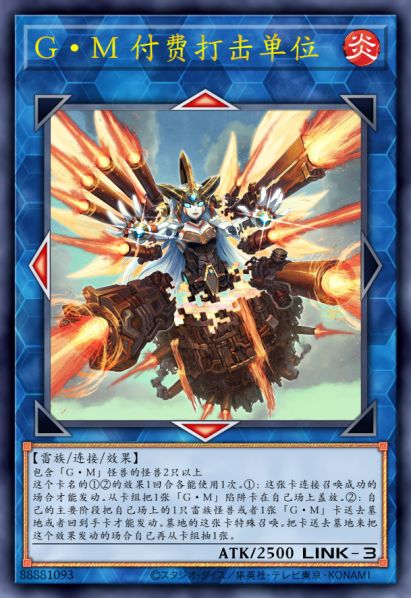 G・M 付费打击单位
炎
【雷族/连接/效果】
包含「G・M」怪兽的怪兽2只以上
这个卡名的①②的效果1回合各能使用1次。①：这张卡连接召唤成功的
场合才能发动。从卡组把1张「G・M」陷阱卡在自己场上盖放。②：自
己的主要阶段把自己场上的1只雷族怪兽或者1张「G・M」卡送去墓
地或者回到手卡才能发动。墓地的这张卡特殊召唤。把卡送去墓地来把
这个效果发动的场合自己再从卡组抽1张。
ATK/2500 LINK-3
88881093 ©スタジオ・ダイス／集英社・テレビ東京・KONAMI